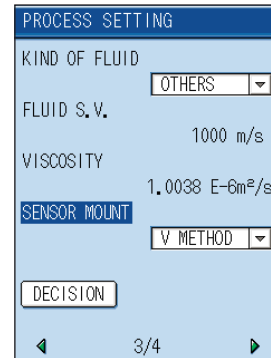 PROCESS SETTING
KIND OF FLUID
OTHERS
FLUID S.V.
1000 m/s
VISCOSITY
1.0038 E-6m²/s
SENSOR MOUNT
V METHOD
DECISION
3/4